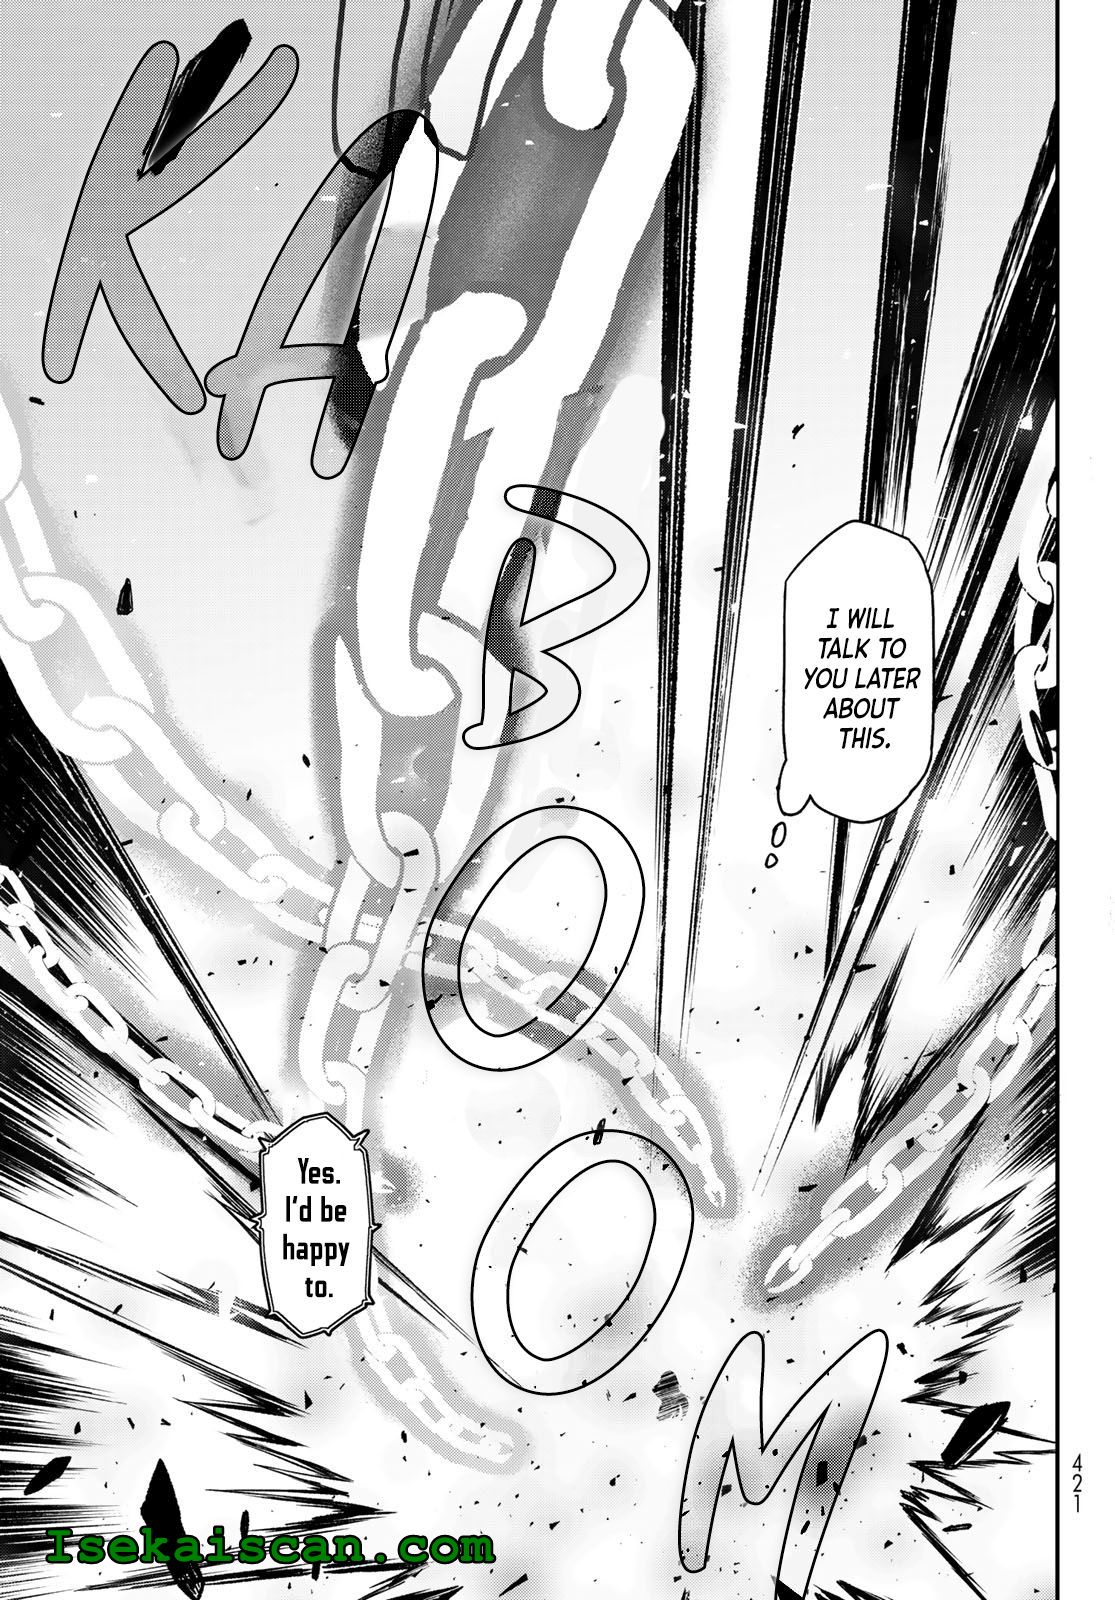 KA
BOOM
I WILL
TALK TO
YOU LATER
ABOUT
THIS.
Yes.
I'd be
happy
to.
421
Isekaiscan.com